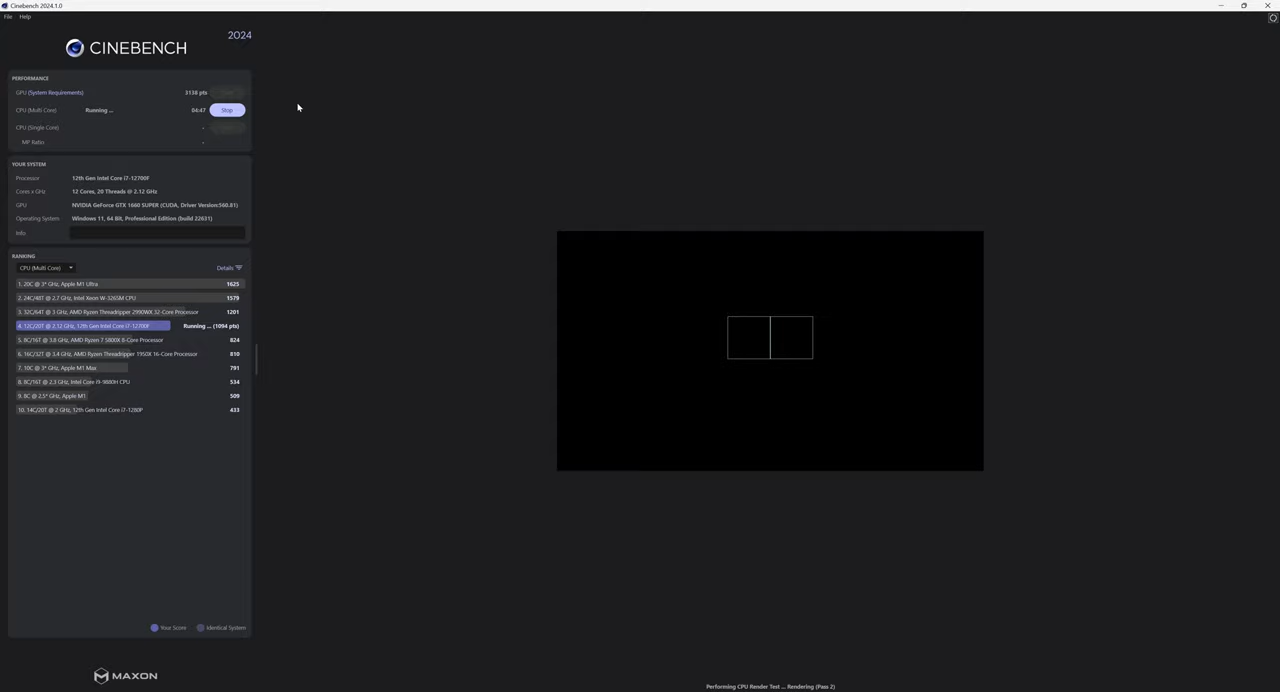 Cinebench 2024.1.0
File Help
2024
CINEBENCH
PERFORMANCE
GPU (System Requirements) 3138 pts
CPU (Multi Core) Running ... 04:47 Stop
CPU (Single Core) -
MP Ratio -
YOUR SYSTEM
Processor 12th Gen Intel Core i7-12700F
Cores x GHz 12 Cores, 20 Threads @ 2.12 GHz
GPU NVIDIA GeForce GTX 1660 SUPER (CUDA, Driver Version:560.81)
Operating System Windows 11, 64 Bit, Professional Edition (build 22631)
Info
RANKING
CPU (Multi Core) Details
1. 20C @ 3* GHz, Apple M1 Ultra 1625
2. 24C/48T @ 2.7 GHz, Intel Xeon W-3265M CPU 1579
3. 32C/64T @ 3 GHz, AMD Ryzen Threadripper 2990WX 32-Core Processor 1201
4. 12C/20T @ 2.12 GHz, 12th Gen Intel Core i7-12700F Running ... (1094 pts)
5. 8C/16T @ 3.8 GHz, AMD Ryzen 7 5800X 8-Core Processor 824
6. 16C/32T @ 3.4 GHz, AMD Ryzen Threadripper 1950X 16-Core Processor 810
7. 10C @ 3* GHz, Apple M1 Max 791
8. 8C/16T @ 2.3 GHz, Intel Core i9-9880H CPU 534
9. 8C @ 2.5* GHz, Apple M1 509
10. 14C/20T @ 2 GHz, 12th Gen Intel Core i7-1280P 433
Your Score Identical System
MAXON
Performing CPU Render Test ... Rendering (Pass 2)